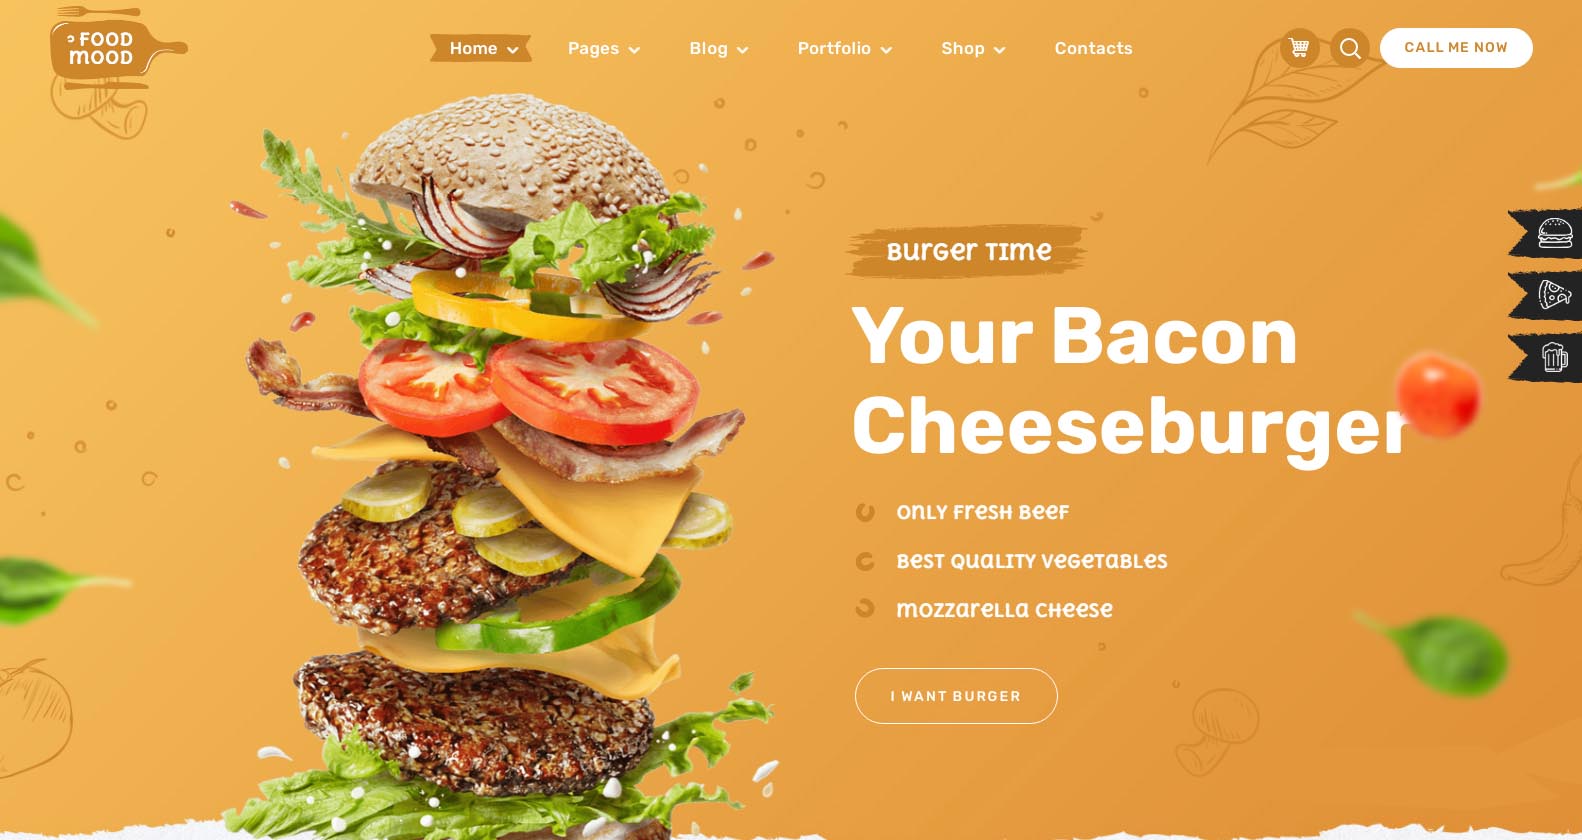 FOOD
MOOD
Home
Pages
Blog
Portfolio
Shop
Contacts
CALL ME NOW
Burger Time
Your Bacon
Cheeseburger
Only Fresh Beef
Best Quality Vegetables
Mozzarella Cheese
I WANT BURGER